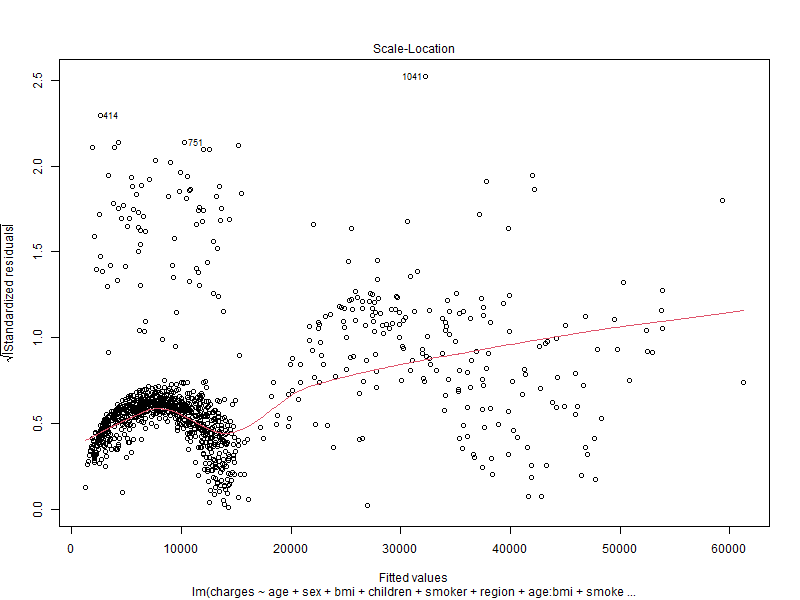 Scale-Location
1041
414
751
√|Standardized residuals|
2.5
2.0
1.5
1.0
0.5
0.0
0 10000 20000 30000 40000 50000 60000
Fitted values
lm(charges ~ age + sex + bmi + children + smoker + region + age:bmi + smoke ...